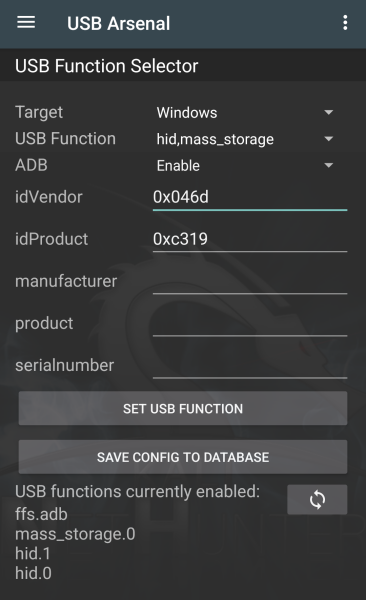 USB Arsenal
USB Function Selector
Target Windows
USB Function hid,mass_storage
ADB Enable
idVendor 0x046d
idProduct 0xc319
manufacturer
product
serialnumber
SET USB FUNCTION
SAVE CONFIG TO DATABASE
USB functions currently enabled:
ffs.adb
mass_storage.0
hid.1
hid.0